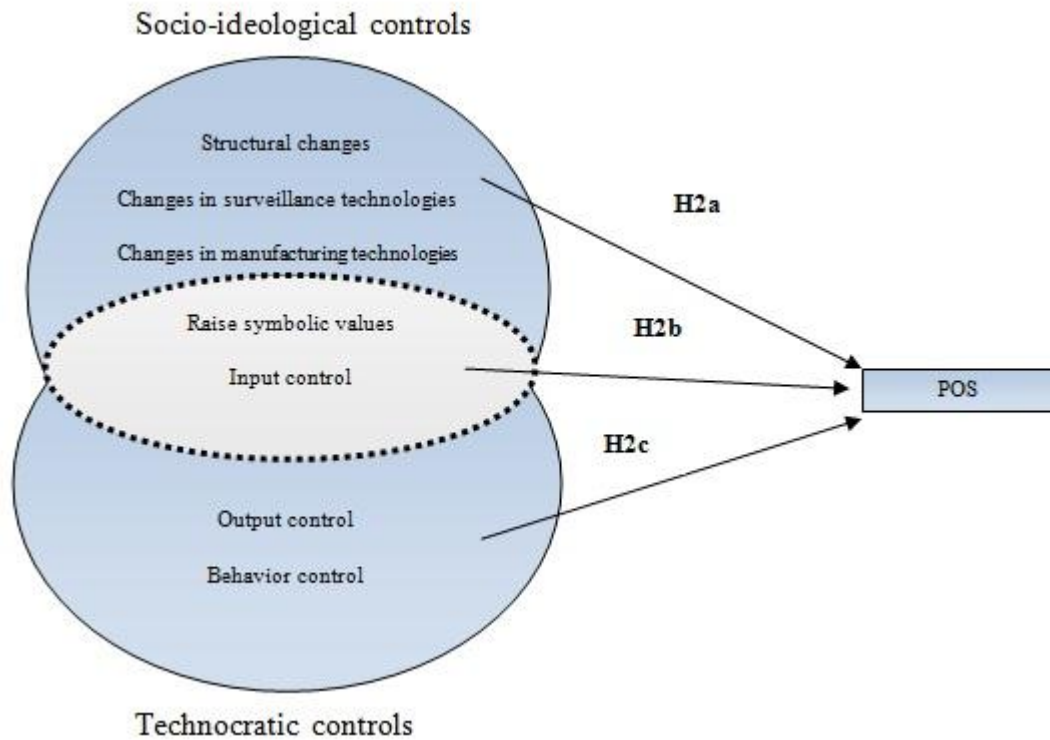 Socio-ideological controls
Structural changes
Changes in surveillance technologies
H2a
Changes in manufacturing technologies
Raise symbolic values
H2b
Input control
POS
H2c
Output control
Behavior control
Technocratic controls